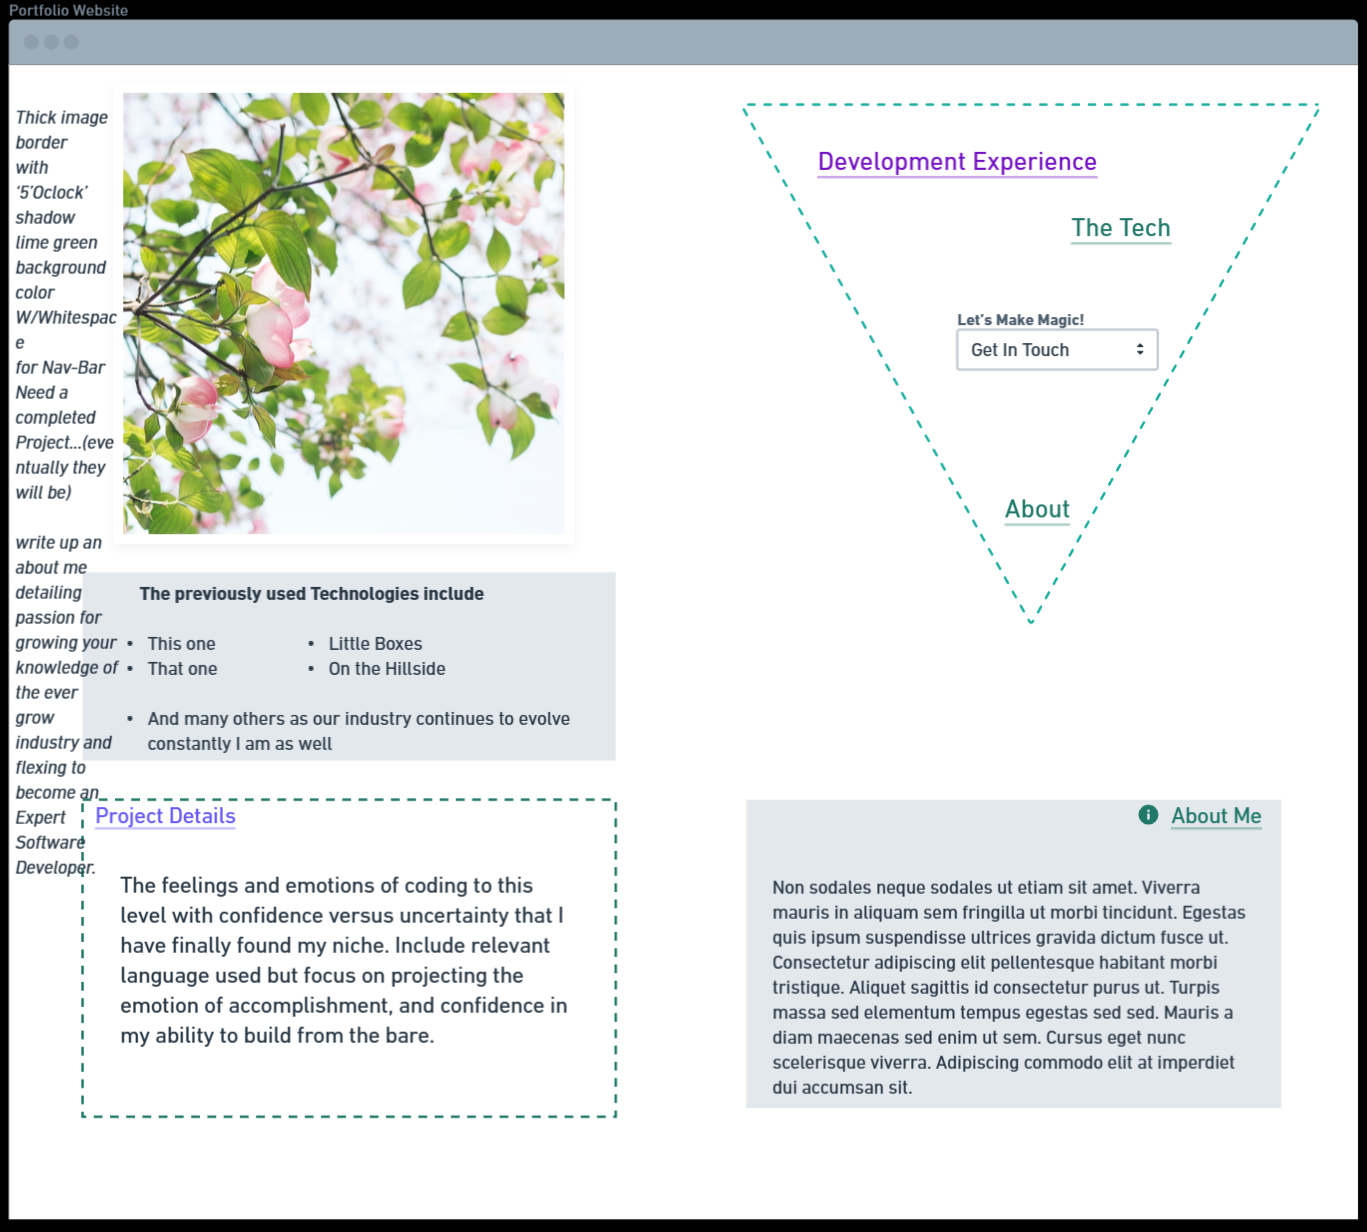 Portfolio Website
Thick image
border
with
'5'Oclock'
shadow
lime green
background
color
W/Whitespac
e
for Nav-Bar
Need a
completed
Project...(eve
ntually they
will be)
write up an
about me
detailing
passion for
growing your
knowledge of
the ever
grow
industry and
flexing to
become an
Expert
Software
Developer.
Development Experience
The Tech
Let's Make Magic!
Get In Touch
About
The previously used Technologies include
• This one
• That one
• Little Boxes
• On the Hillside
• And many others as our industry continues to evolve
constantly I am as well
Project Details
The feelings and emotions of coding to this
level with confidence versus uncertainty that I
have finally found my niche. Include relevant
language used but focus on projecting the
emotion of accomplishment, and confidence in
my ability to build from the bare.
About Me
Non sodales neque sodales ut etiam sit amet. Viverra
mauris in aliquam sem fringilla ut morbi tincidunt. Egestas
quis ipsum suspendisse ultrices gravida dictum fusce ut.
Consectetur adipiscing elit pellentesque habitant morbi
tristique. Aliquet sagittis id consectetur purus ut. Turpis
massa sed elementum tempus egestas sed sed. Mauris a
diam maecenas sed enim ut sem. Cursus eget nunc
scelerisque viverra. Adipiscing commodo elit at imperdiet
dui accumsan sit.